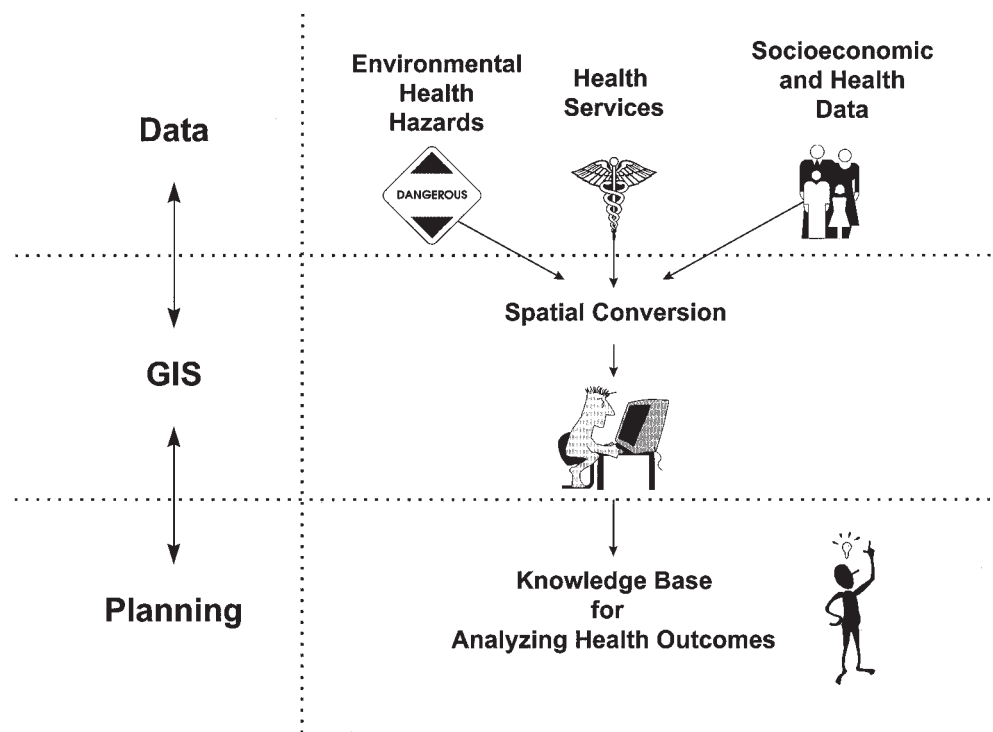 Data
Environmental
Health
Hazards
DANGEROUS
Health
Services
Socioeconomic
and Health
Data
GIS
Spatial Conversion
Planning
Knowledge Base
for
Analyzing Health Outcomes